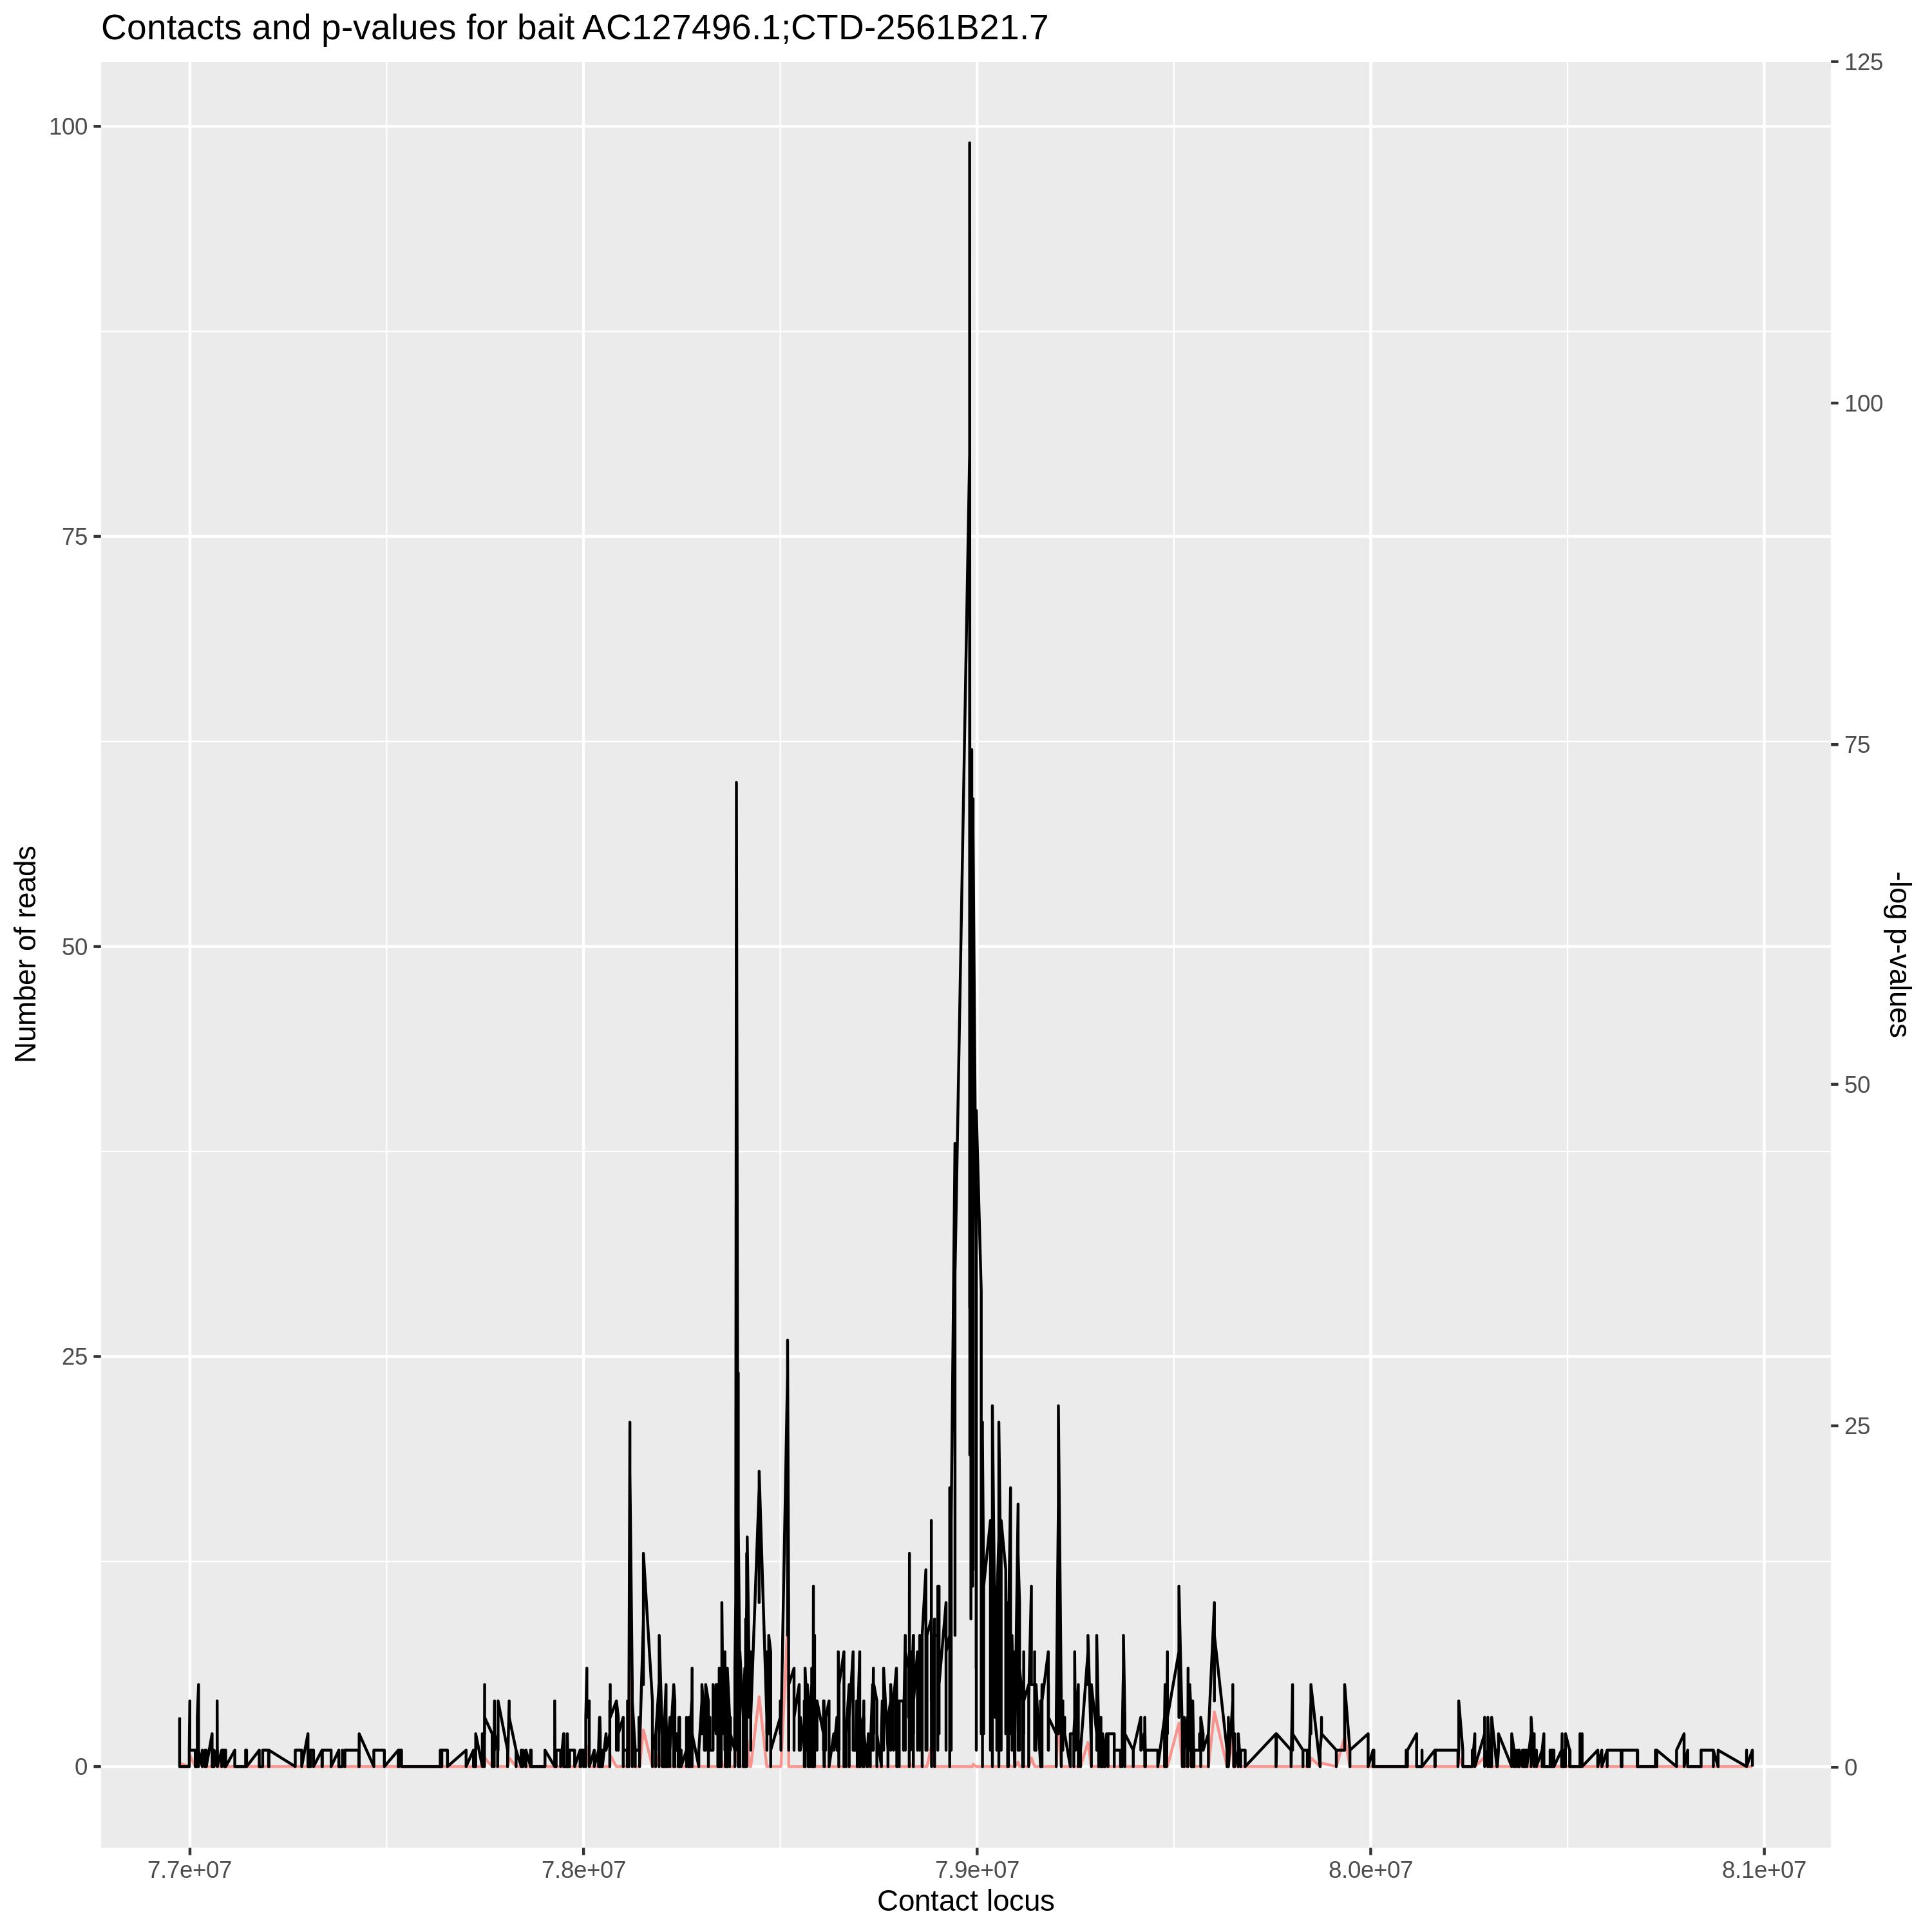 Contacts and p-values for bait AC127496.1;CTD-2561B21.7
Number of reads
100
75
50
25
0
125
100
75
50
25
0
-log p-values
7.7e+07
7.8e+07
7.9e+07
8.0e+07
8.1e+07
Contact locus